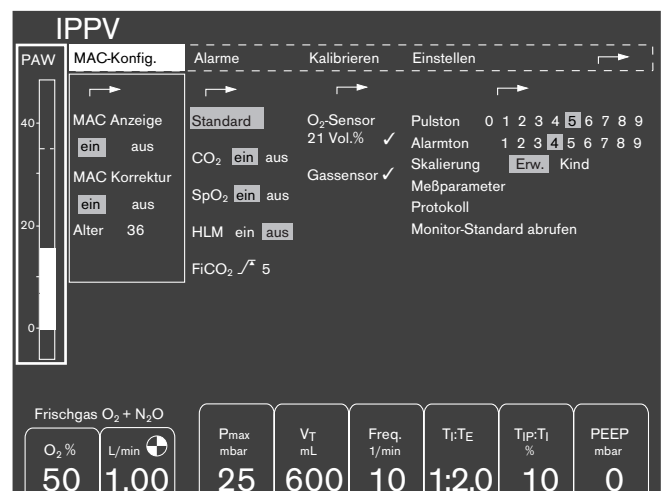 IPPV
PAW
MAC-Konfig. Alarme Kalibrieren Einstellen
MAC Anzeige
ein aus
MAC Korrektur
ein aus
Alter 36
Standard
CO₂ ein aus
SpO₂ ein aus
HLM ein aus
FiCO₂ 5
O₂-Sensor
21 Vol.% ✓
Gassensor ✓
Pulston 0 1 2 3 4 5 6 7 8 9
Alarmton 1 2 3 4 5 6 7 8 9
Skalierung Erw. Kind
Meßparameter
Protokoll
Monitor-Standard abrufen
40
20
0
Frischgas O₂ + N₂O
O₂ %
50
L/min
1.00
Pmax
mbar
25
VT
mL
600
Freq.
1/min
10
TI:TE
1:2.0
TIP:TI
%
10
PEEP
mbar
0